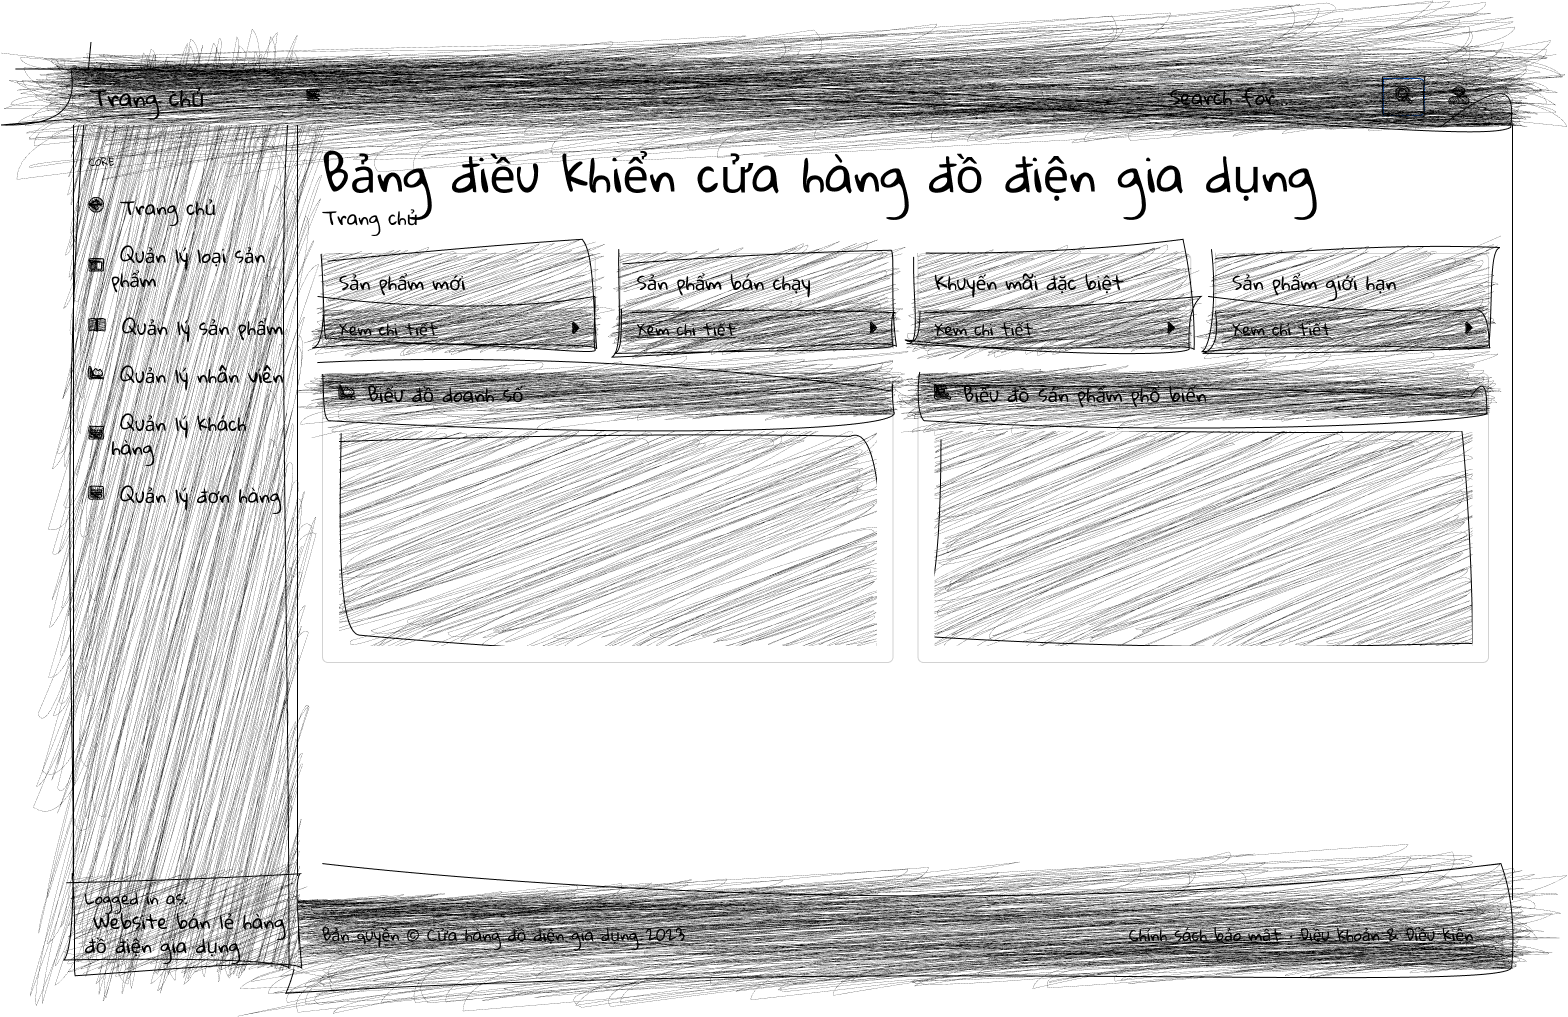 Trang chủ
Search for...
CORE
Trang chủ
Quản lý loại sản
phẩm
Quản lý sản phẩm
Quản lý nhân viên
Quản lý khách
hàng
Quản lý đơn hàng
Logged in as:
Website bán lẻ hàng
đồ điện gia dụng
Bảng điều khiển cửa hàng đồ điện gia dụng
Trang chủ
Sản phẩm mới
Xem chi tiết
Sản phẩm bán chạy
Xem chi tiết
Khuyến mãi đặc biệt
Xem chi tiết
Sản phẩm giới hạn
Xem chi tiết
Biểu đồ doanh số
Biểu đồ sản phẩm phổ biến
Bản quyền © Cửa hàng đồ điện gia dụng 2023
Chính sách bảo mật · Điều Khoản & Điều Kiện